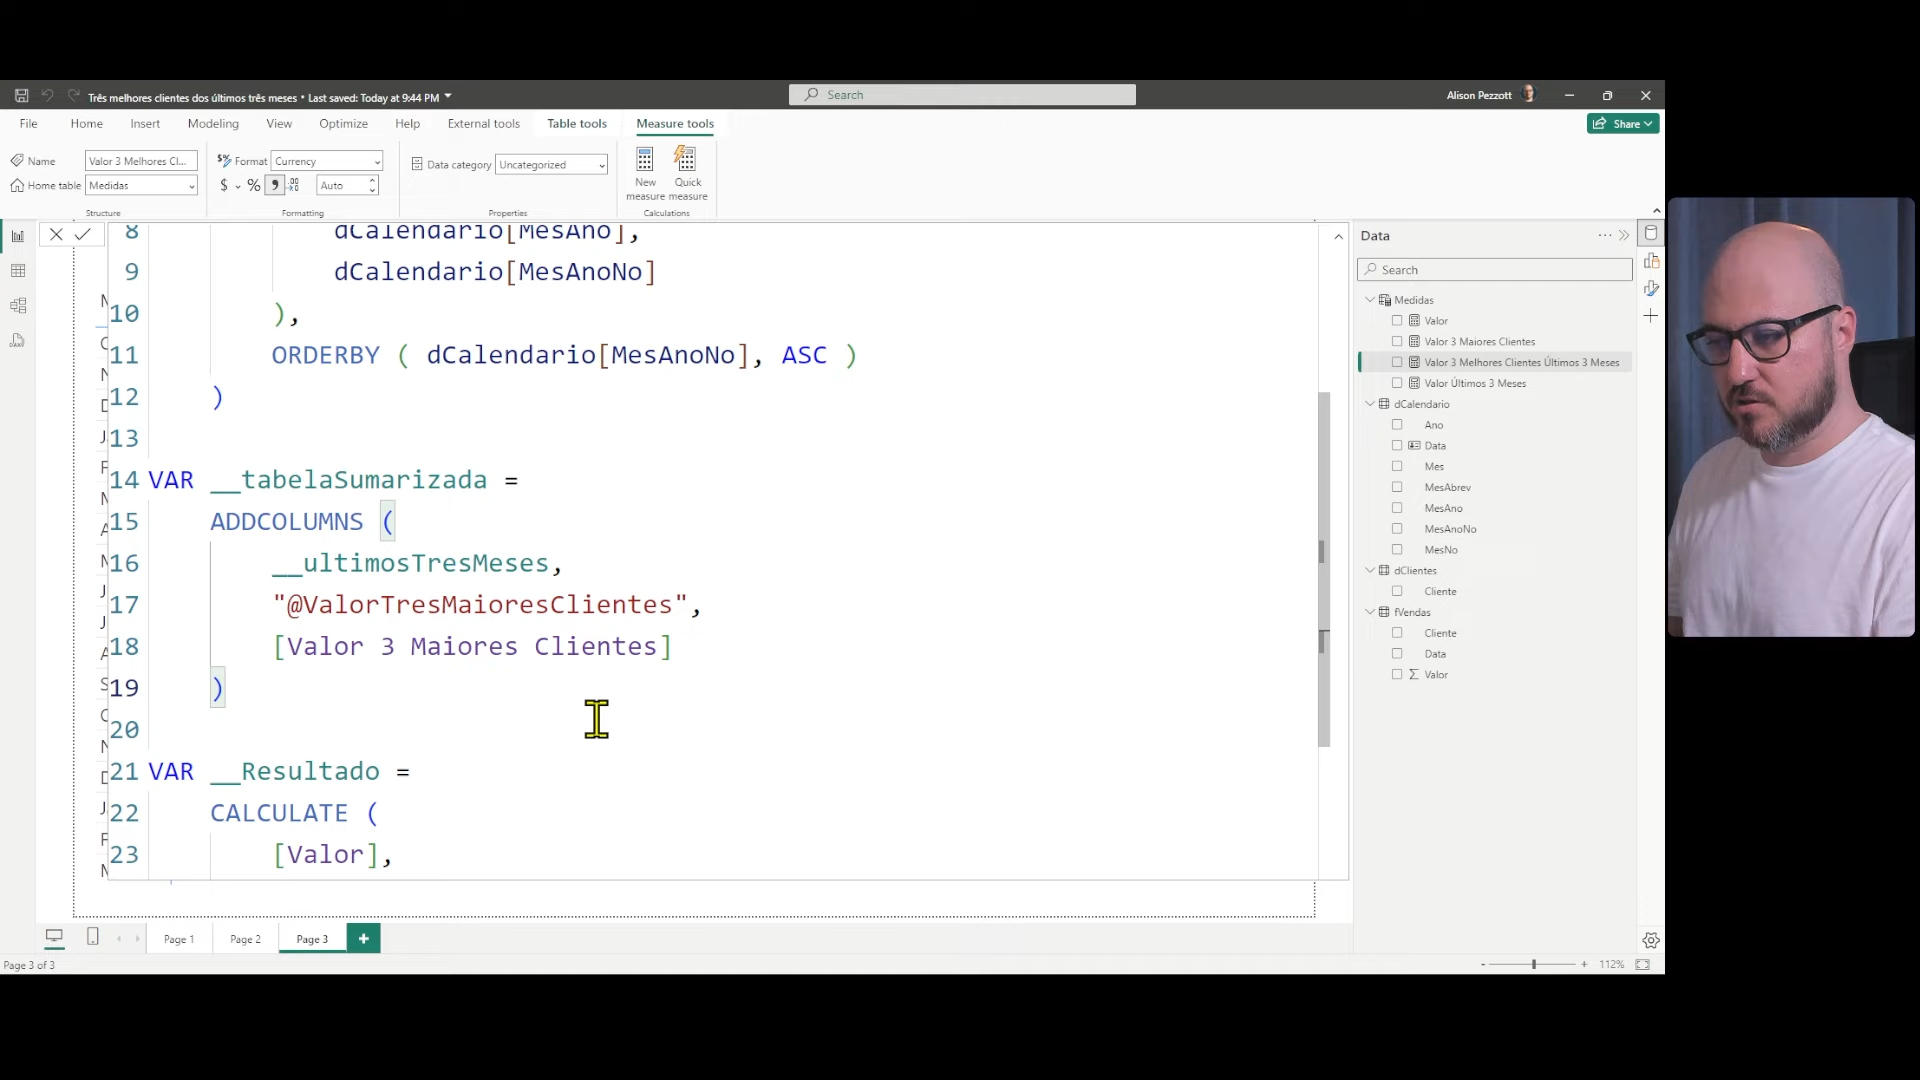 Três melhores clientes dos últimos três meses • Last saved: Today at 9:44 PM
Search
Alison Pezzott
File Home Insert Modeling View Optimize Help External tools Table tools Measure tools
Share
Name Valor 3 Melhores Cl...
Home table Medidas
Structure
Format Currency
$ % Auto
Formatting
Data category Uncategorized
Properties
New measure
Quick measure
Calculations
8 dCalendario[MesAno],
9 dCalendario[MesAnoNo]
10 ),
11 ORDERBY ( dCalendario[MesAnoNo], ASC )
12 )
13
14 VAR __tabelaSumarizada =
15 ADDCOLUMNS (
16 __ultimosTresMeses,
17 "@ValorTresMaioresClientes",
18 [Valor 3 Maiores Clientes]
19 )
20
21 VAR __Resultado =
22 CALCULATE (
23 [Valor],
Data
Search
Medidas
Valor
Valor 3 Maiores Clientes
Valor 3 Melhores Clientes Últimos 3 Meses
Valor Últimos 3 Meses
dCalendario
Ano
Data
Mes
MesAbrev
MesAno
MesAnoNo
MesNo
dClientes
Cliente
fVendas
Cliente
Data
Σ Valor
Page 1 Page 2 Page 3 +
Page 3 of 3
- + 112%